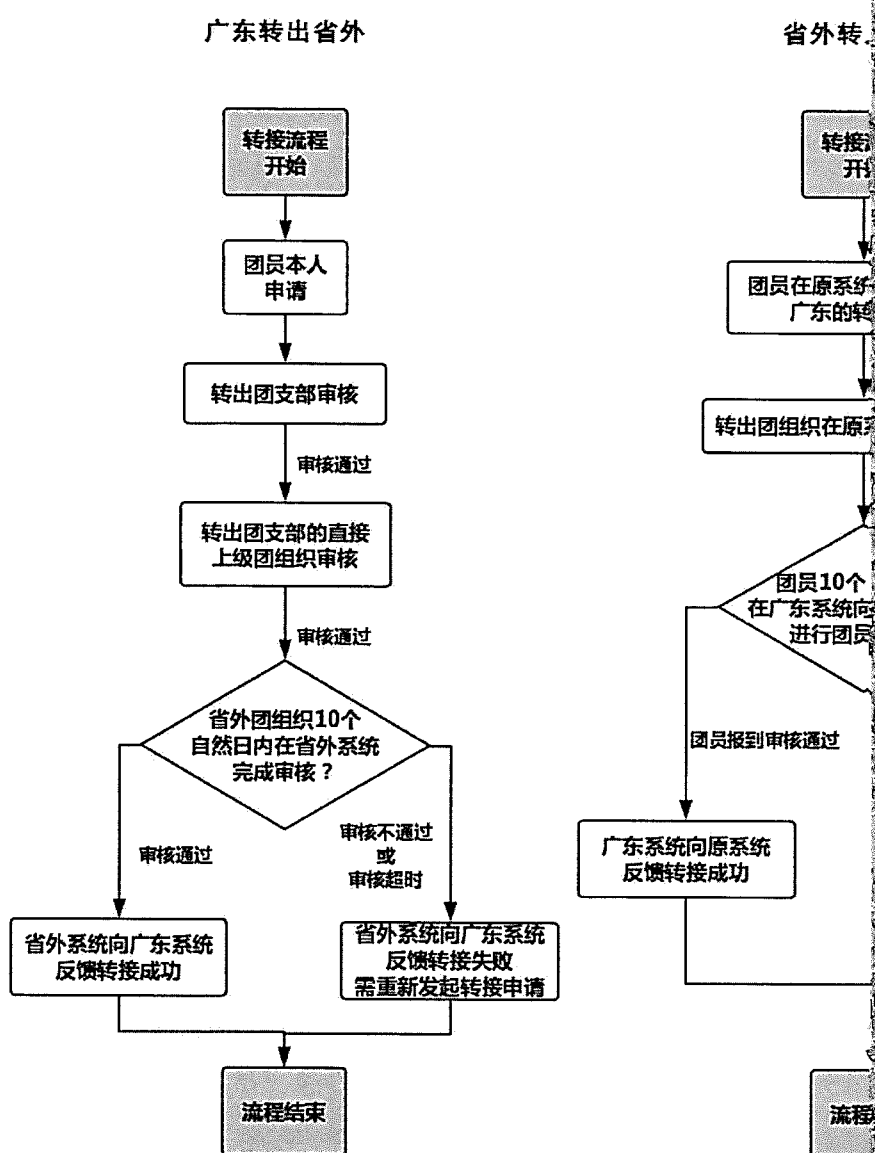 广东转出省外
转接流程
开始
团员本人
申请
转出团支部审核
审核通过
转出团支部的直接
上级团组织审核
审核通过
省外团组织10个
自然日内在省外系统
完成审核？
审核通过
审核不通过
或
审核超时
省外系统向广东系统
反馈转接成功
省外系统向广东系统
反馈转接失败
需重新发起转接申请
流程结束
省外转
转接
开
团员在原系统
广东的转
转出团组织在原
团员10个
在广东系统向
进行团员
团员报到审核通过
广东系统向原系统
反馈转接成功
流程